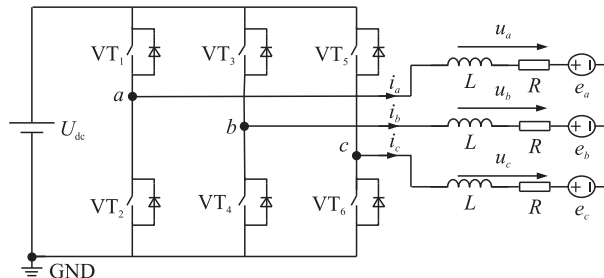 u_a
VT₁
VT₃
VT₅
a
i_a
L
R
e_a
u_b
U_dc
b
i_b
L
R
e_b
c
i_c
u_c
VT₂
VT₄
VT₆
L
R
e_c
GND